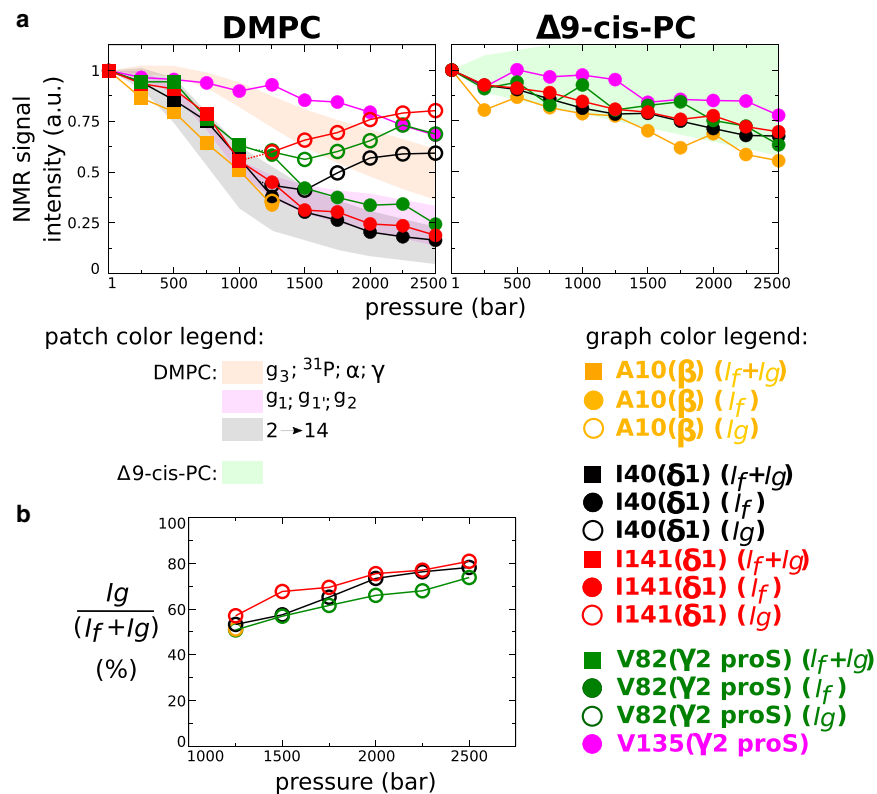 a
DMPC
Δ9-cis-PC
NMR signal
intensity (a.u.)
1
0.75
0.5
0.25
0
1 500 1000 1500 2000 2500
1 500 1000 1500 2000 2500
pressure (bar)
patch color legend:
DMPC:
g3; 31P; α; γ
g1; g1'; g2
2→14
Δ9-cis-PC:
graph color legend:
A10(β) (If+Ig)
A10(β) (If)
A10(β) (Ig)
I40(δ1) (If+Ig)
I40(δ1) (If)
I40(δ1) (Ig)
I141(δ1) (If+Ig)
I141(δ1) (If)
I141(δ1) (Ig)
V82(γ2 proS) (If+Ig)
V82(γ2 proS) (If)
V82(γ2 proS) (Ig)
V135(γ2 proS)
b
Ig
(If+Ig)
(%)
100
80
60
40
20
0
1000 1500 2000 2500
pressure (bar)